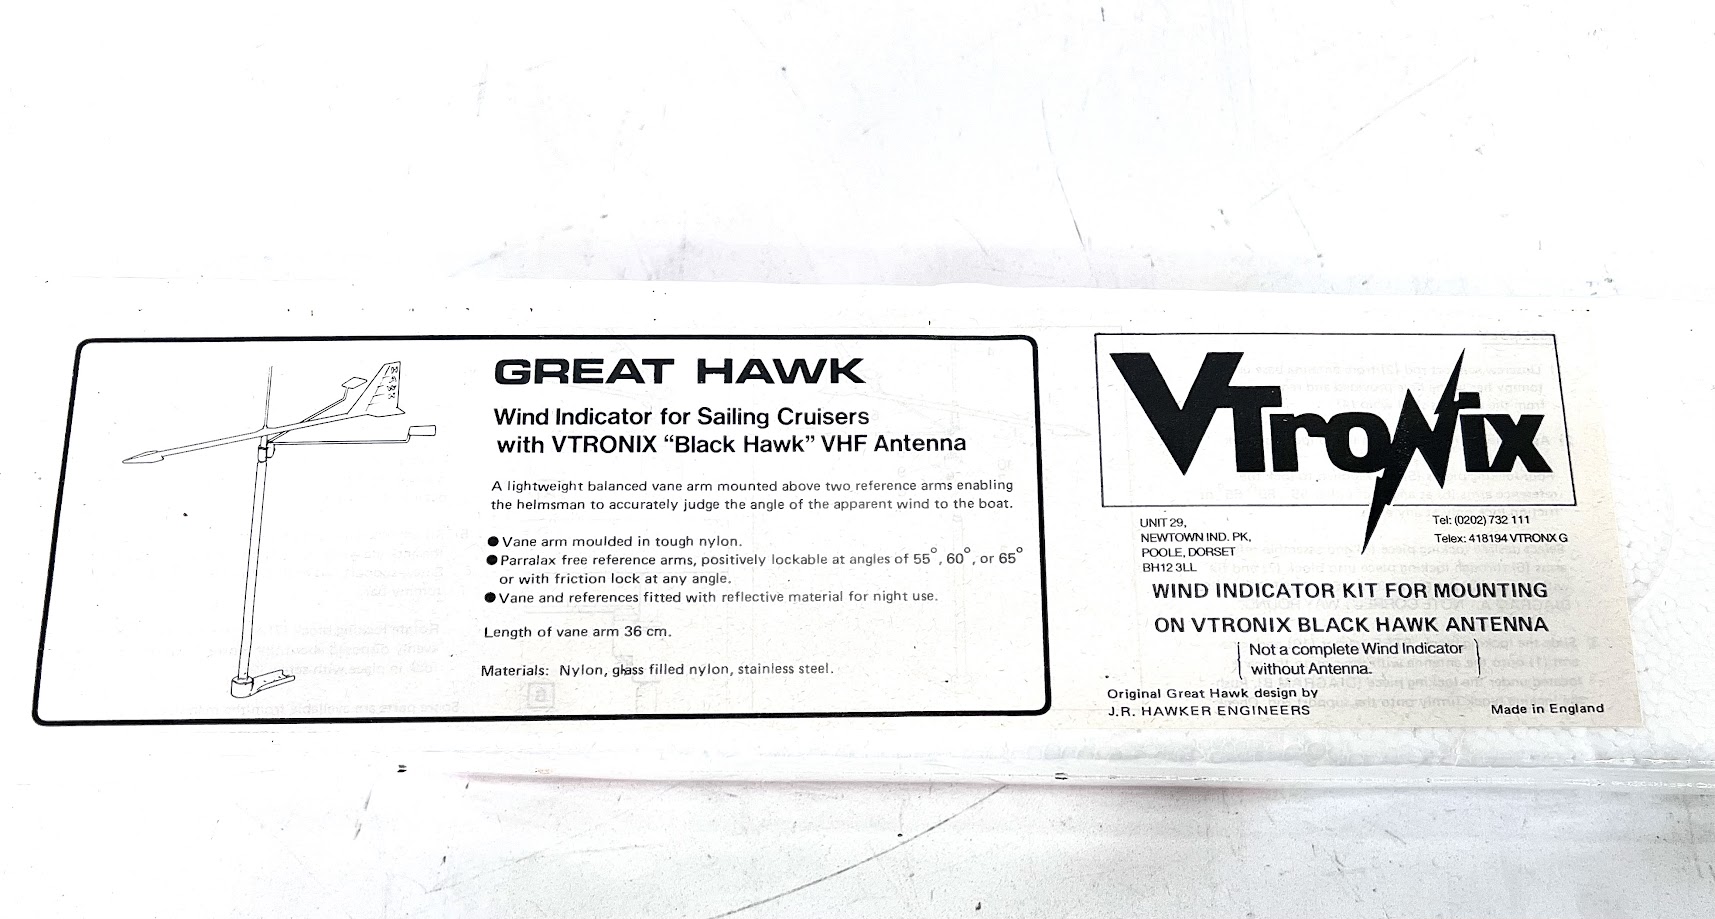 GREAT HAWK
Wind Indicator for Sailing Cruisers
with VTRONIX “Black Hawk” VHF Antenna
A lightweight balanced vane arm mounted above two reference arms enabling
the helmsman to accurately judge the angle of the apparent wind to the boat.
● Vane arm moulded in tough nylon.
● Parralax free reference arms, positively lockable at angles of 55°, 60°, or 65°
or with friction lock at any angle.
● Vane and references fitted with reflective material for night use.
Length of vane arm 36 cm.
Materials: Nylon, glass filled nylon, stainless steel.
VTroNix
UNIT 29,
NEWTOWN IND. PK,
POOLE, DORSET
BH12 3LL
Tel: (0202) 732 111
Telex: 418194 VTRONX G
WIND INDICATOR KIT FOR MOUNTING
ON VTRONIX BLACK HAWK ANTENNA
Not a complete Wind Indicator
without Antenna.
Original Great Hawk design by
J.R. HAWKER ENGINEERS
Made in England